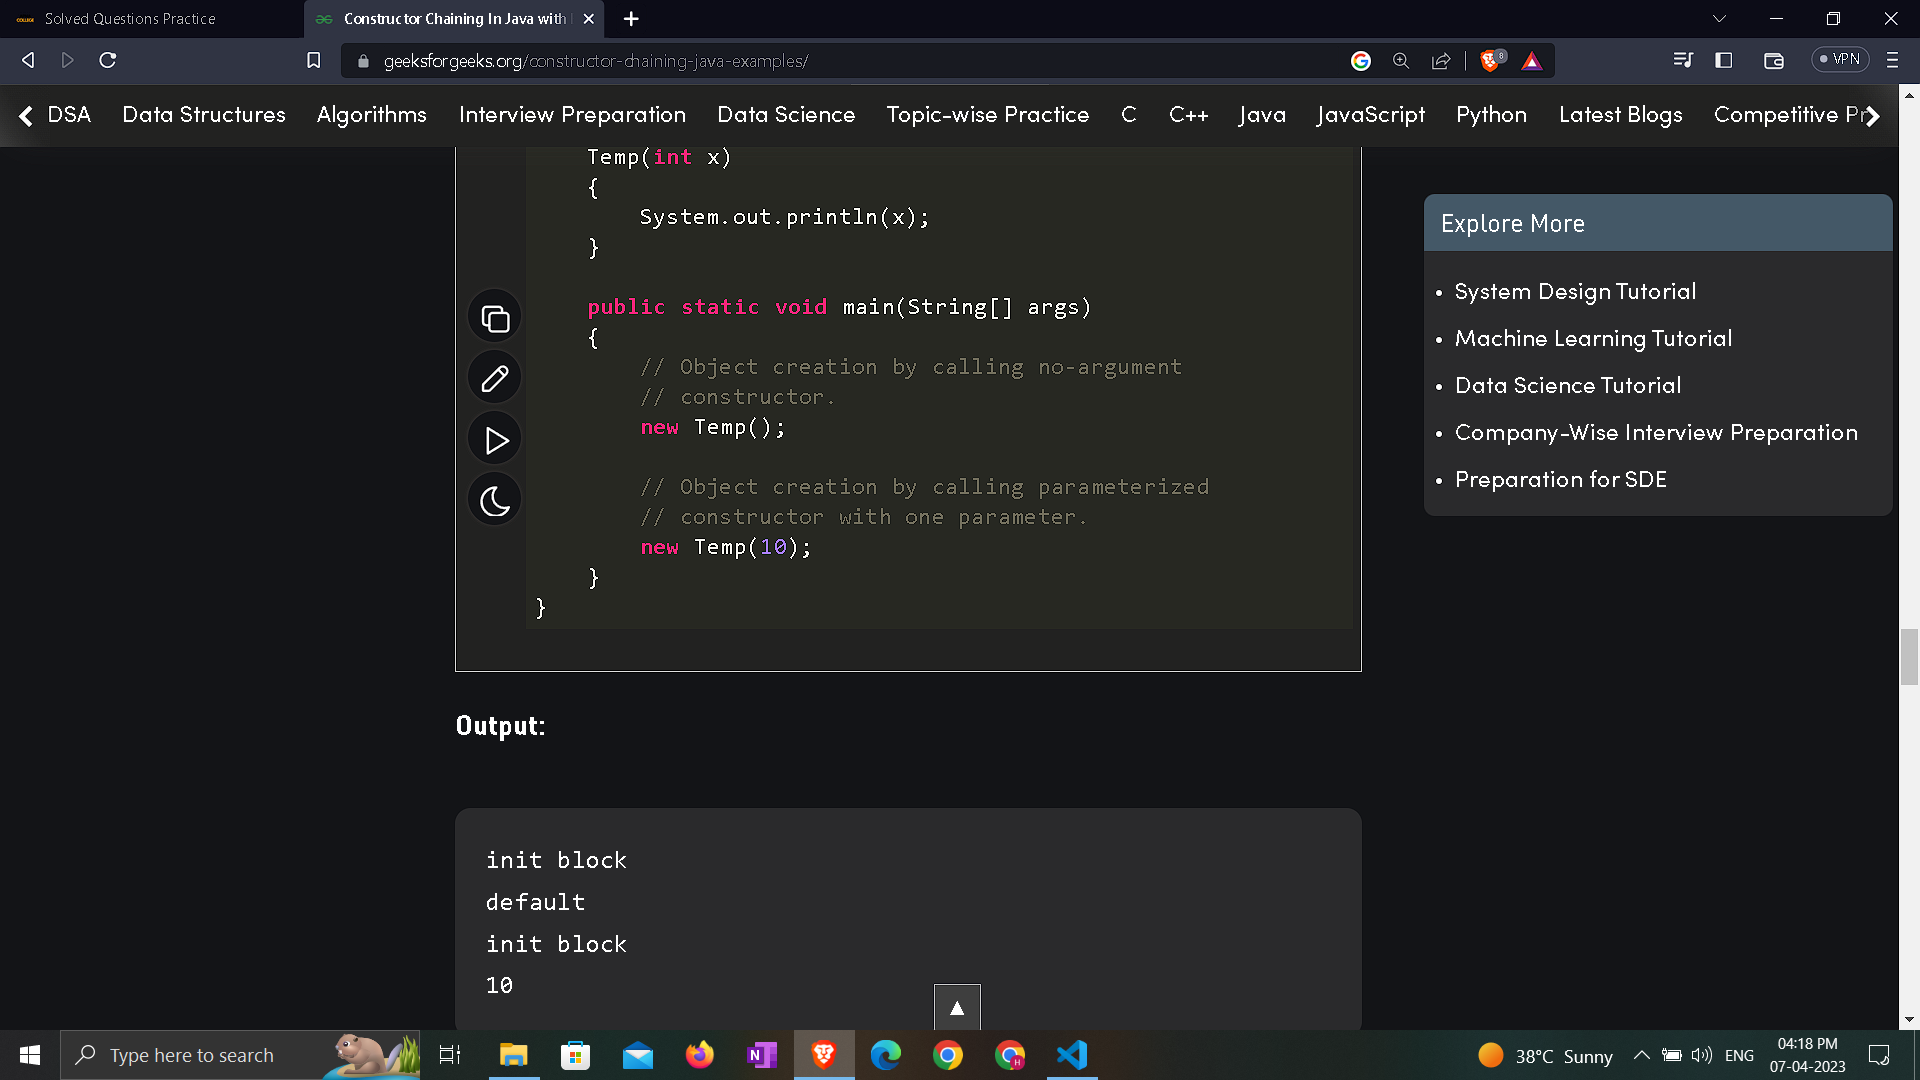 Solved Questions Practice
Constructor Chaining In Java with
geeksforgeeks.org/constructor-chaining-java-examples/
8
VPN
DSA Data Structures Algorithms Interview Preparation Data Science Topic-wise Practice C C++ Java JavaScript Python Latest Blogs Competitive Pr
Temp(int x)
{
System.out.println(x);
}
public static void main(String[] args)
{
// Object creation by calling no-argument
// constructor.
new Temp();
// Object creation by calling parameterized
// constructor with one parameter.
new Temp(10);
}
}
Explore More
• System Design Tutorial
• Machine Learning Tutorial
• Data Science Tutorial
• Company-Wise Interview Preparation
• Preparation for SDE
Output:
init block
default
init block
10
Type here to search
38°C Sunny
ENG
04:18 PM
07-04-2023